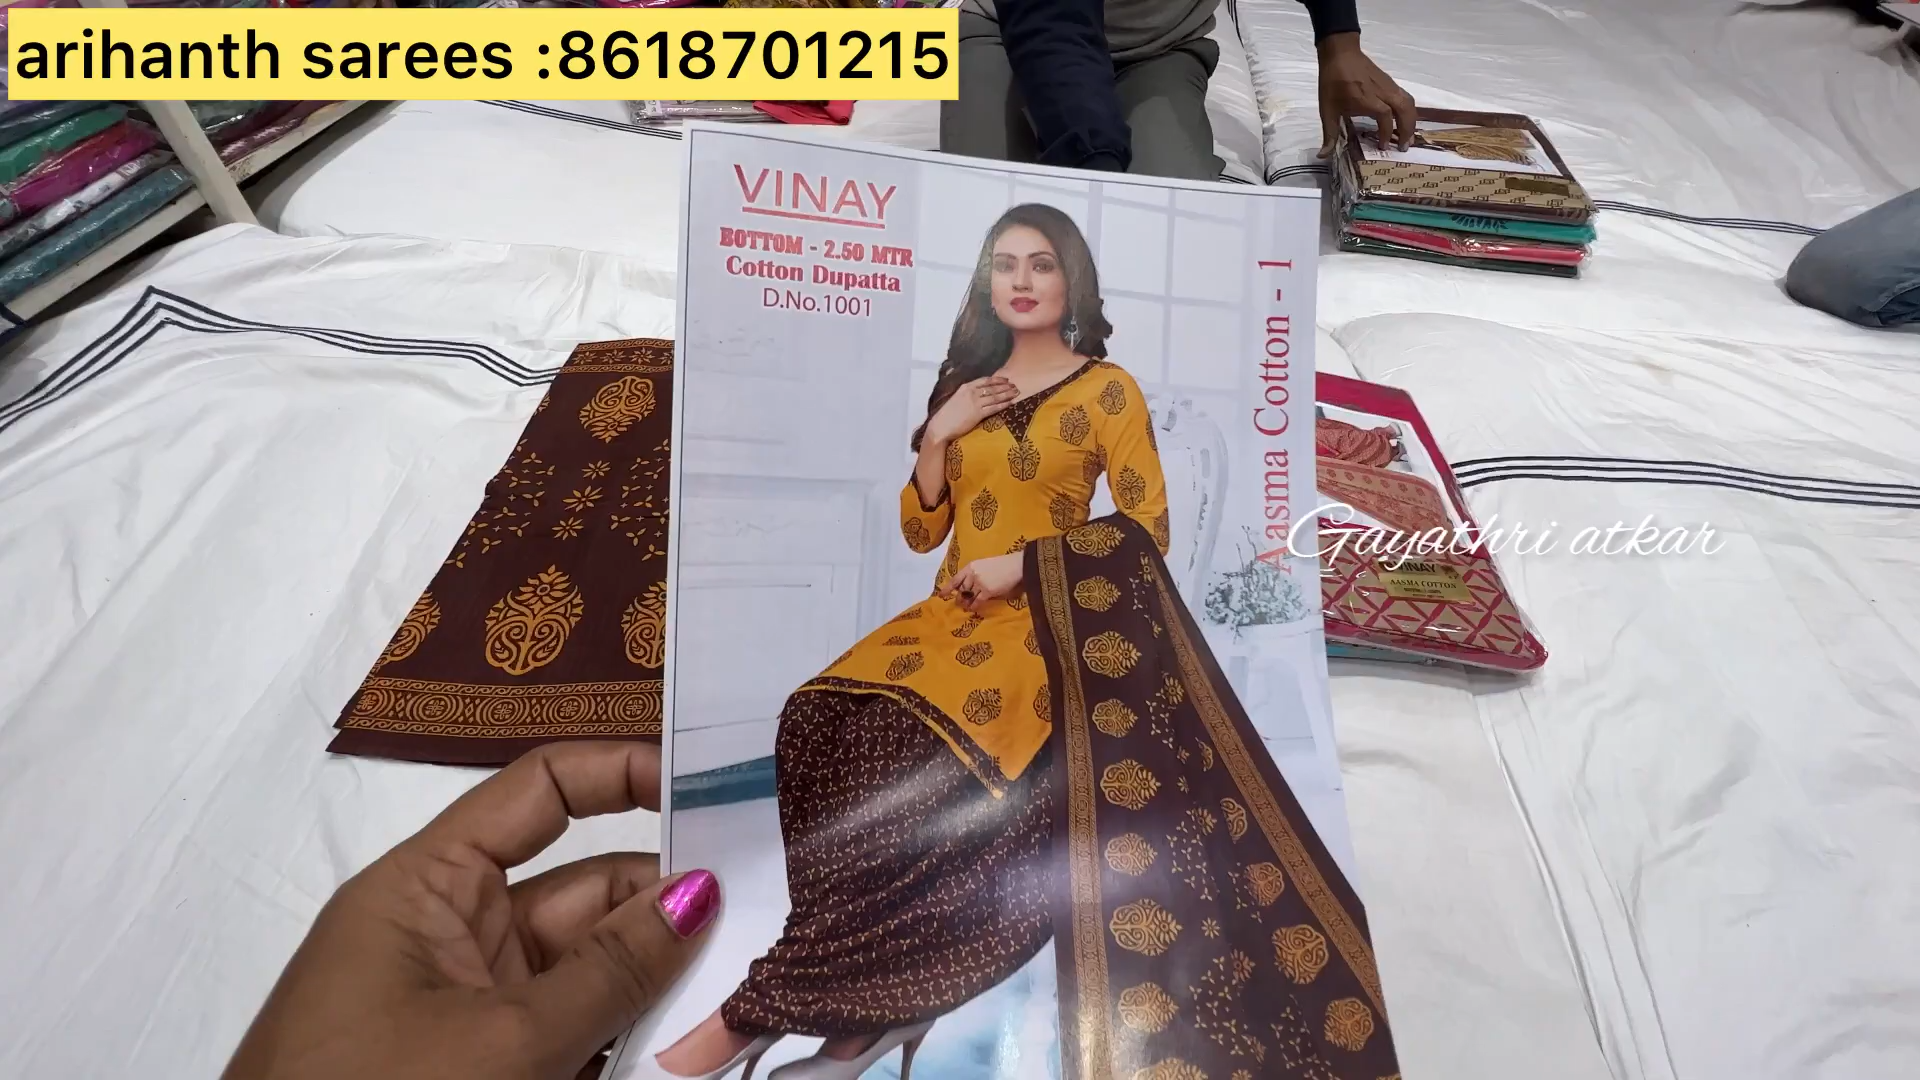 arihanth sarees :8618701215
VINAY
BOTTOM - 2.50 MTR
Cotton Dupatta
D.No.1001
Aasma Cotton - 1
Gayathri atkar
VINAY
AASMA COTTON